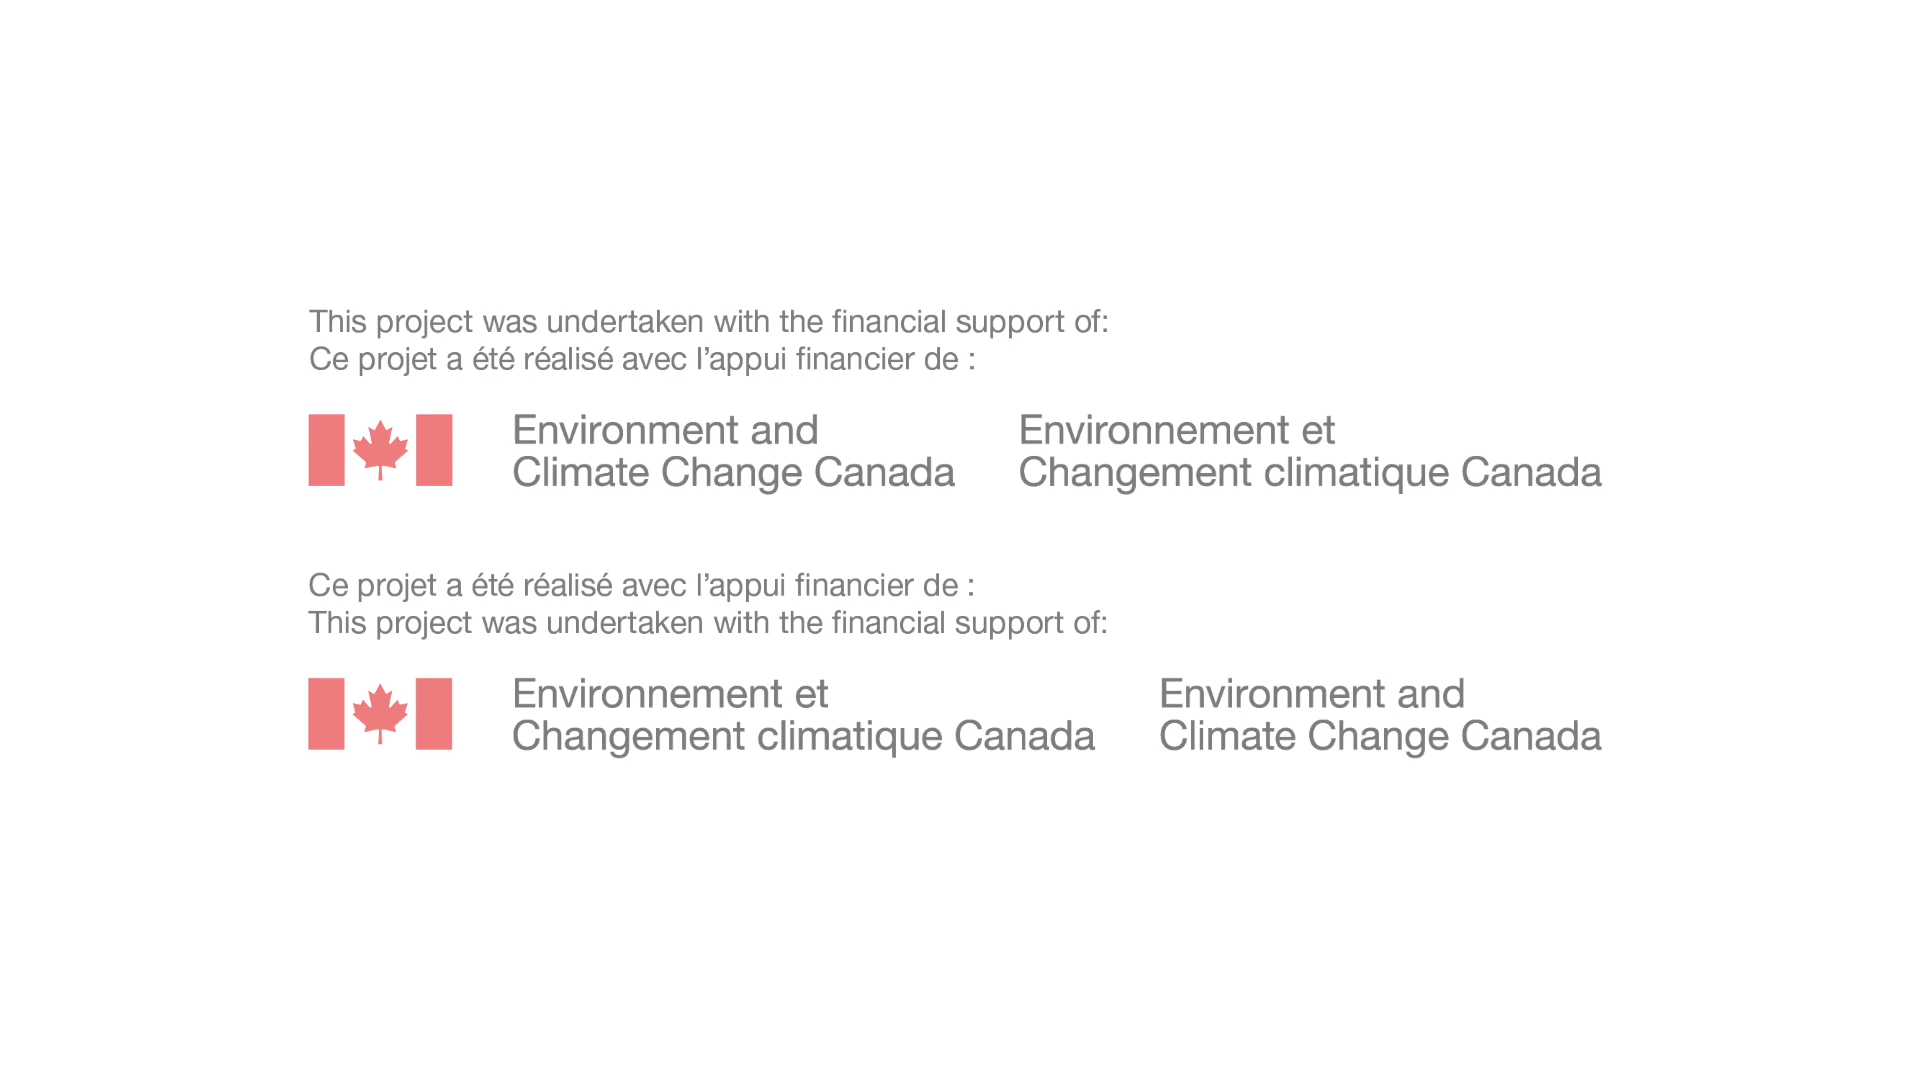 This project was undertaken with the financial support of:
Ce projet a été réalisé avec l’appui financier de :
Environment and
Climate Change Canada
Environnement et
Changement climatique Canada
Ce projet a été réalisé avec l’appui financier de :
This project was undertaken with the financial support of:
Environnement et
Changement climatique Canada
Environment and
Climate Change Canada